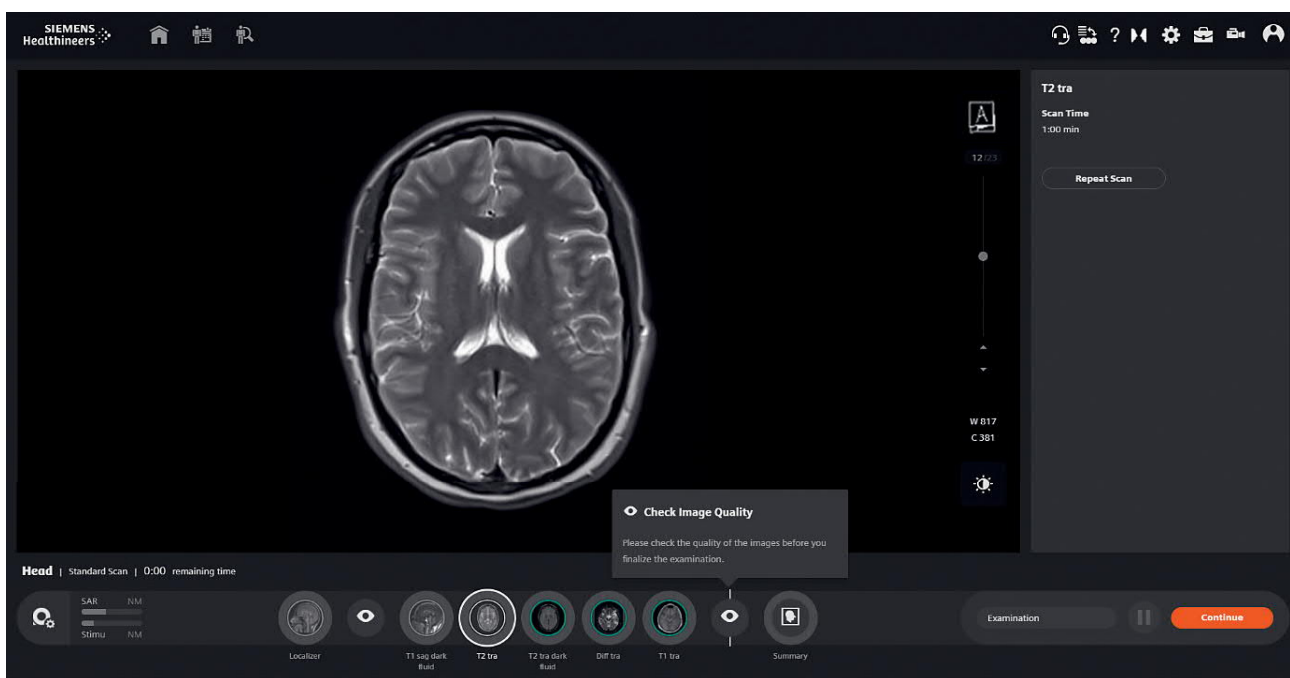 SIEMENS
Healthineers
?
T2 tra
Scan Time
1:00 min
Repeat Scan
A
12/23
W 817
C 381
Check Image Quality
Please check the quality of the images before you
finalize the examination.
Head | Standard Scan | 0:00 remaining time
SAR NM
Stimu NM
Localizer
T1 sag dark
fluid
T2 tra
T2 tra dark
fluid
Diff tra
T1 tra
Summary
Examination
Continue